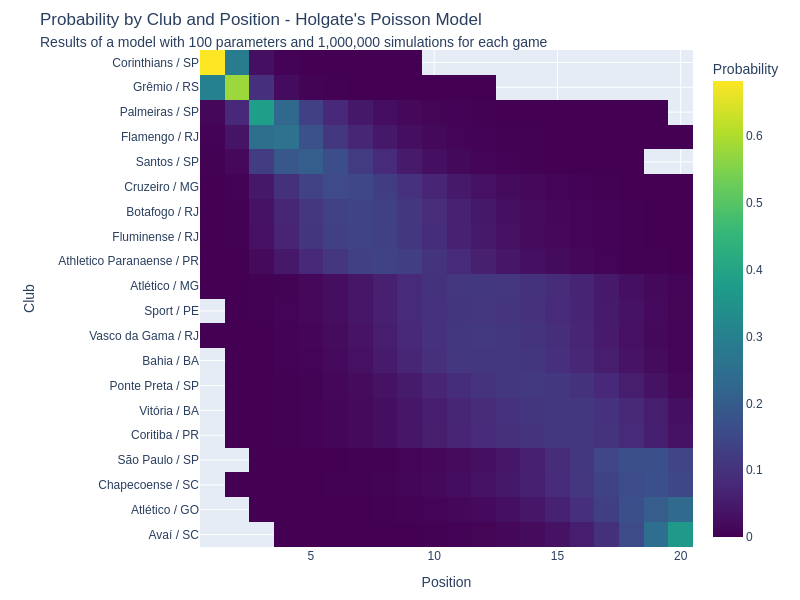 Probability by Club and Position - Holgate's Poisson Model
Results of a model with 100 parameters and 1,000,000 simulations for each game
Probability
Corinthians / SP
Grêmio / RS
Palmeiras / SP
Flamengo / RJ
Santos / SP
Cruzeiro / MG
Botafogo / RJ
Fluminense / RJ
Athletico Paranaense / PR
Atlético / MG
Sport / PE
Vasco da Gama / RJ
Bahia / BA
Ponte Preta / SP
Vitória / BA
Coritiba / PR
São Paulo / SP
Chapecoense / SC
Atlético / GO
Avaí / SC
Club
5
10
15
20
Position
0.6
0.5
0.4
0.3
0.2
0.1
0